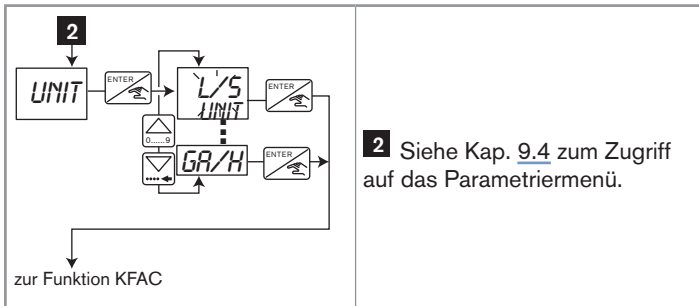 2
UNIT
ENTER
L/S
UNIT
ENTER
0......9
GA/H
ENTER
zur Funktion KFAC
2 Siehe Kap. 9.4 zum Zugriff
auf das Parametriermenü.